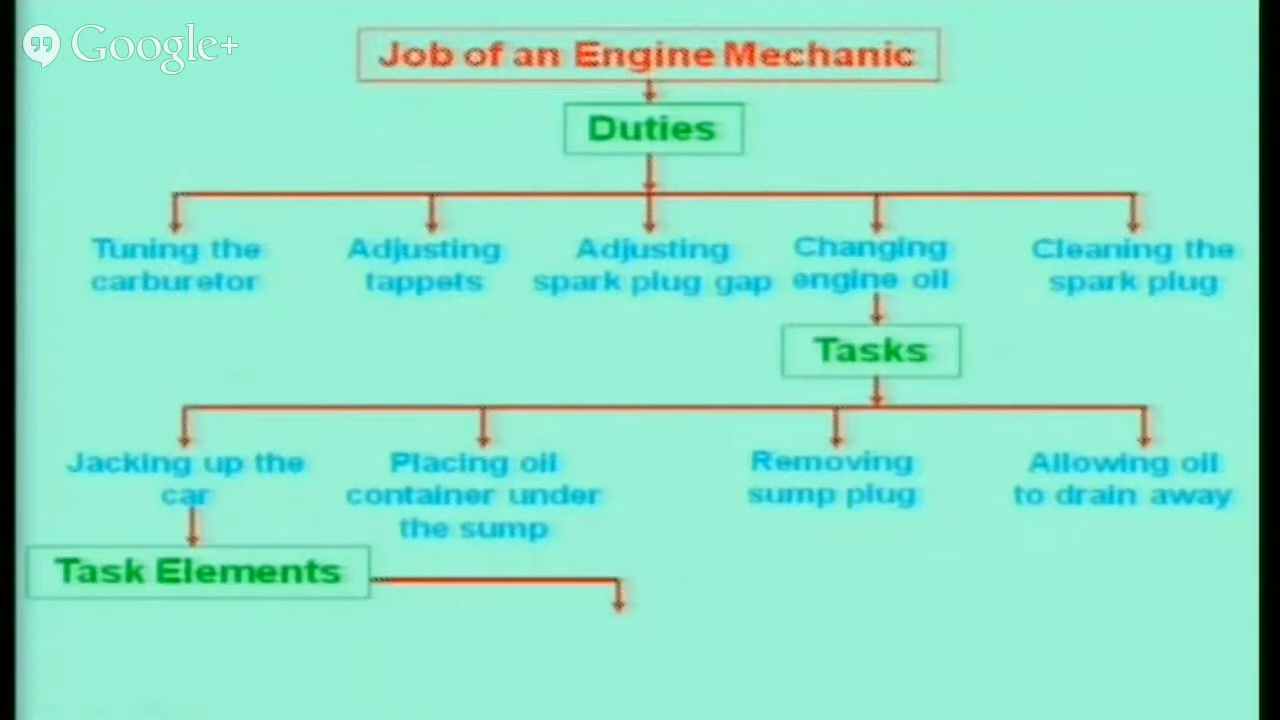 Google+
Job of an Engine Mechanic
Duties
Tuning the
carburetor
Adjusting
tappets
Adjusting
spark plug gap
Changing
engine oil
Cleaning the
spark plug
Tasks
Jacking up the
car
Placing oil
container under
the sump
Removing
sump plug
Allowing oil
to drain away
Task Elements